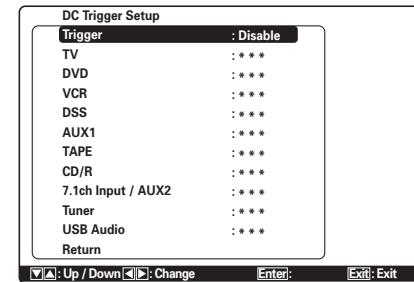 DC Trigger Setup
Trigger : Disable
TV : * * *
DVD : * * *
VCR : * * *
DSS : * * *
AUX1 : * * *
TAPE : * * *
CD/R : * * *
7.1ch Input / AUX2 : * * *
Tuner : * * *
USB Audio : * * *
Return
▼▲: Up / Down ◀▶: Change Enter: Exit: Exit